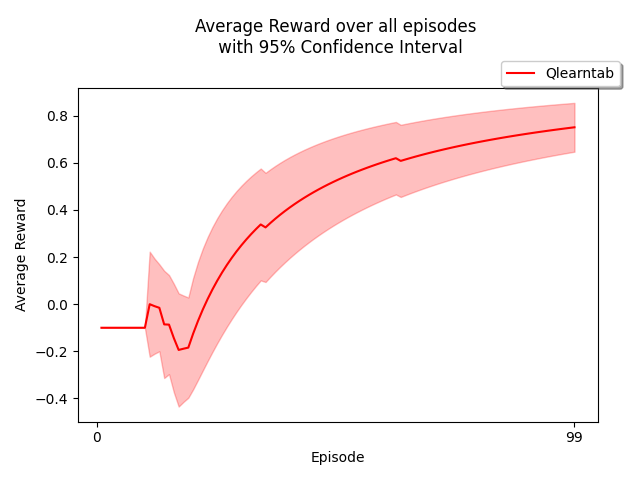 Average Reward over all episodes
with 95% Confidence Interval
Qlearntab
0.8
0.6
0.4
0.2
0.0
−0.2
−0.4
Average Reward
0 99
Episode